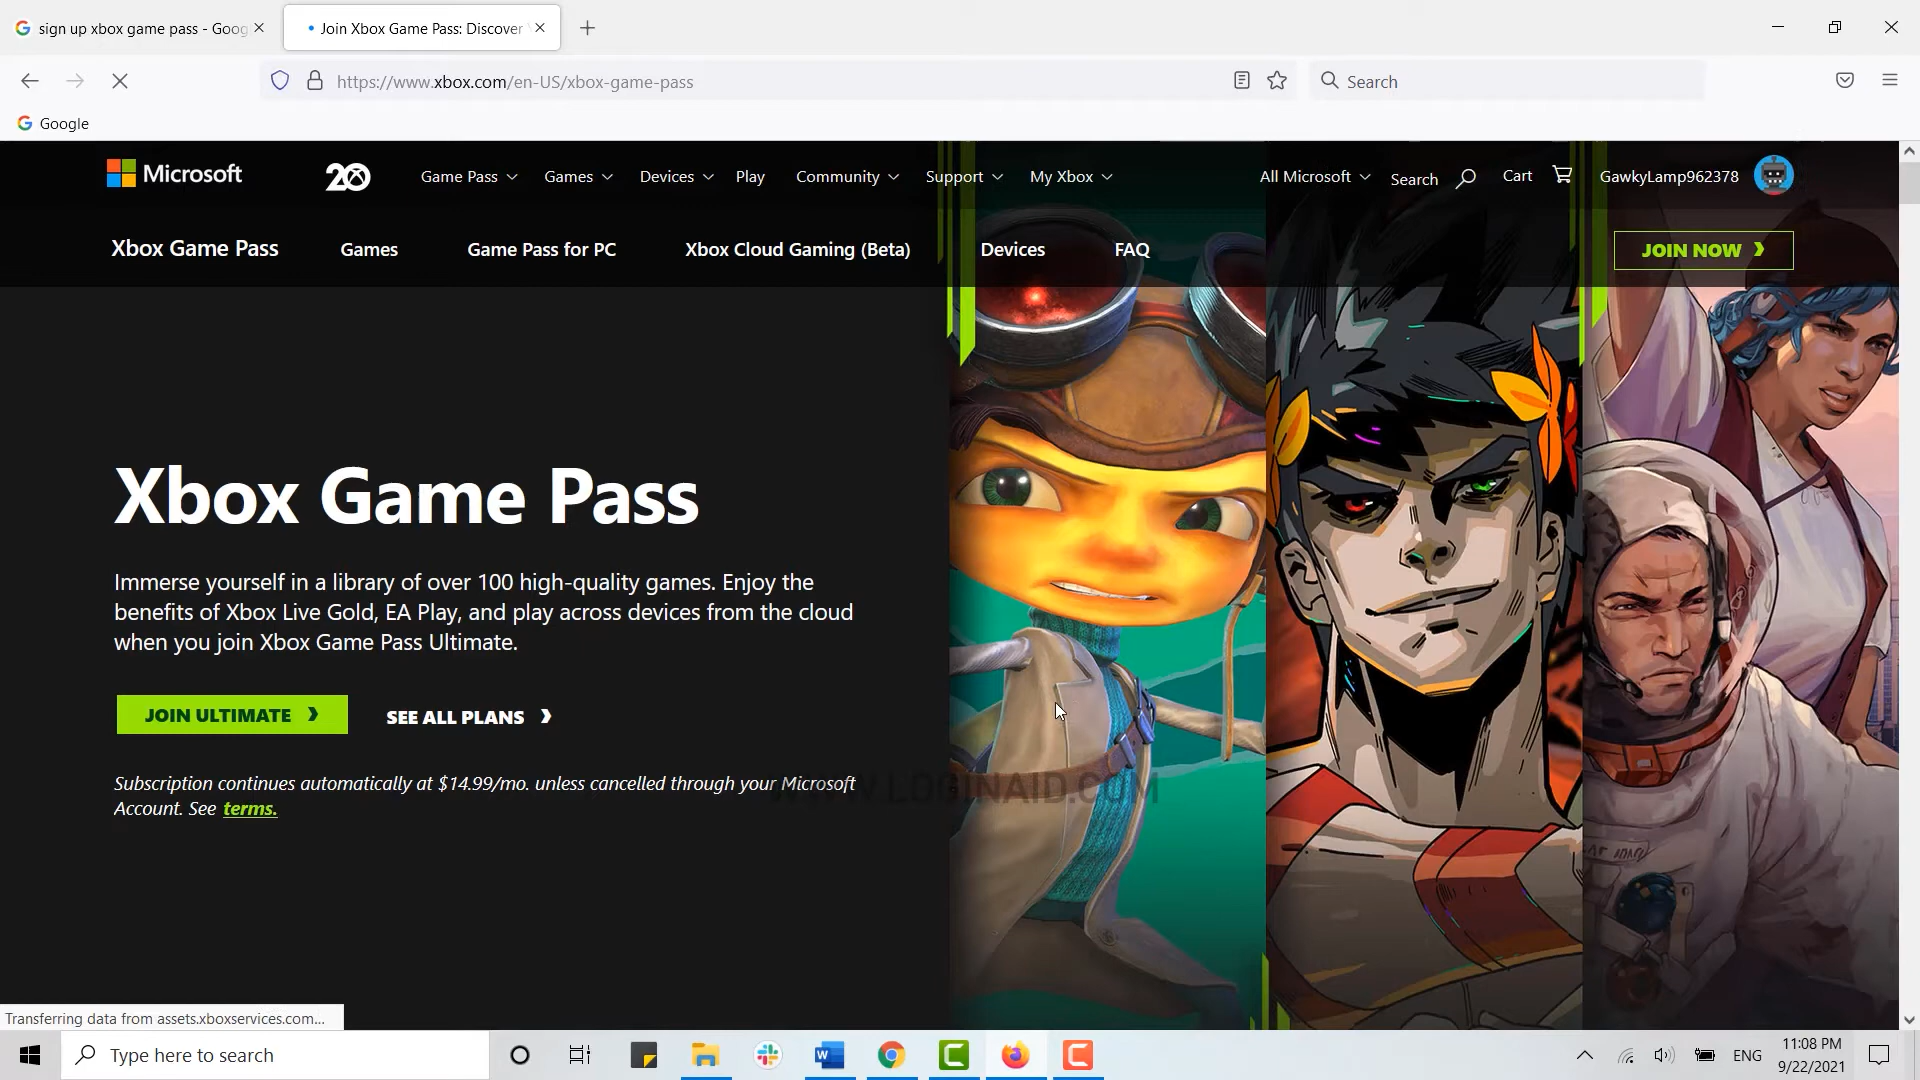 sign up xbox game pass - Goog
Join Xbox Game Pass: Discover
https://www.xbox.com/en-US/xbox-game-pass
Search
Google
Microsoft
20
Game Pass
Games
Devices
Play
Community
Support
My Xbox
All Microsoft
Search
Cart
GawkyLamp962378
Xbox Game Pass
Games
Game Pass for PC
Xbox Cloud Gaming (Beta)
Devices
FAQ
JOIN NOW
Xbox Game Pass
Immerse yourself in a library of over 100 high-quality games. Enjoy the
benefits of Xbox Live Gold, EA Play, and play across devices from the cloud
when you join Xbox Game Pass Ultimate.
JOIN ULTIMATE
SEE ALL PLANS
Subscription continues automatically at $14.99/mo. unless cancelled through your Microsoft
Account. See terms.
WWW.LOGINAID.COM
Transferring data from assets.xboxservices.com...
Type here to search
ENG
11:08 PM
9/22/2021